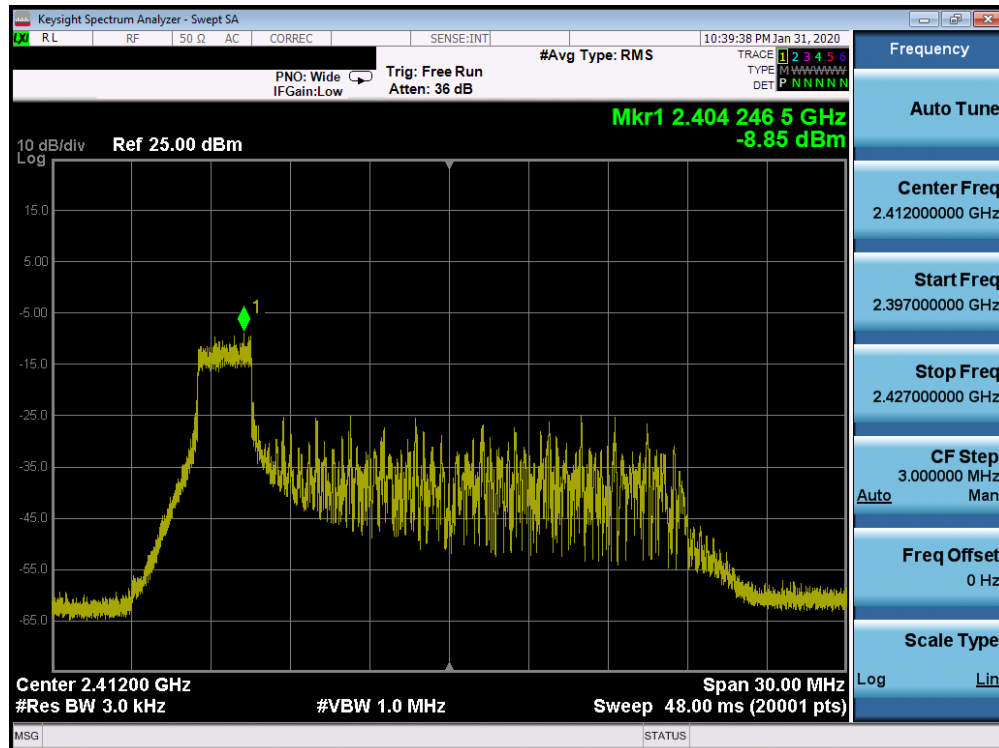 Keysight Spectrum Analyzer - Swept SA
LXI RL RF 50 Ω AC CORREC SENSE:INT 10:39:38 PM Jan 31, 2020
#Avg Type: RMS TRACE 1 2 3 4 5 6
PNO: Wide Trig: Free Run TYPE M WWWWW
IFGain:Low Atten: 36 dB DET P N N N N N
Mkr1 2.404 246 5 GHz
-8.85 dBm
10 dB/div Ref 25.00 dBm
Log
15.0
5.00
1
-5.00
-15.0
-25.0
-35.0
-45.0
-55.0
-65.0
Center 2.41200 GHz Span 30.00 MHz
#Res BW 3.0 kHz #VBW 1.0 MHz Sweep 48.00 ms (20001 pts)
MSG STATUS
Frequency
Auto Tune
Center Freq
2.412000000 GHz
Start Freq
2.397000000 GHz
Stop Freq
2.427000000 GHz
CF Step
3.000000 MHz
Auto Man
Freq Offset
0 Hz
Scale Type
Log Lin